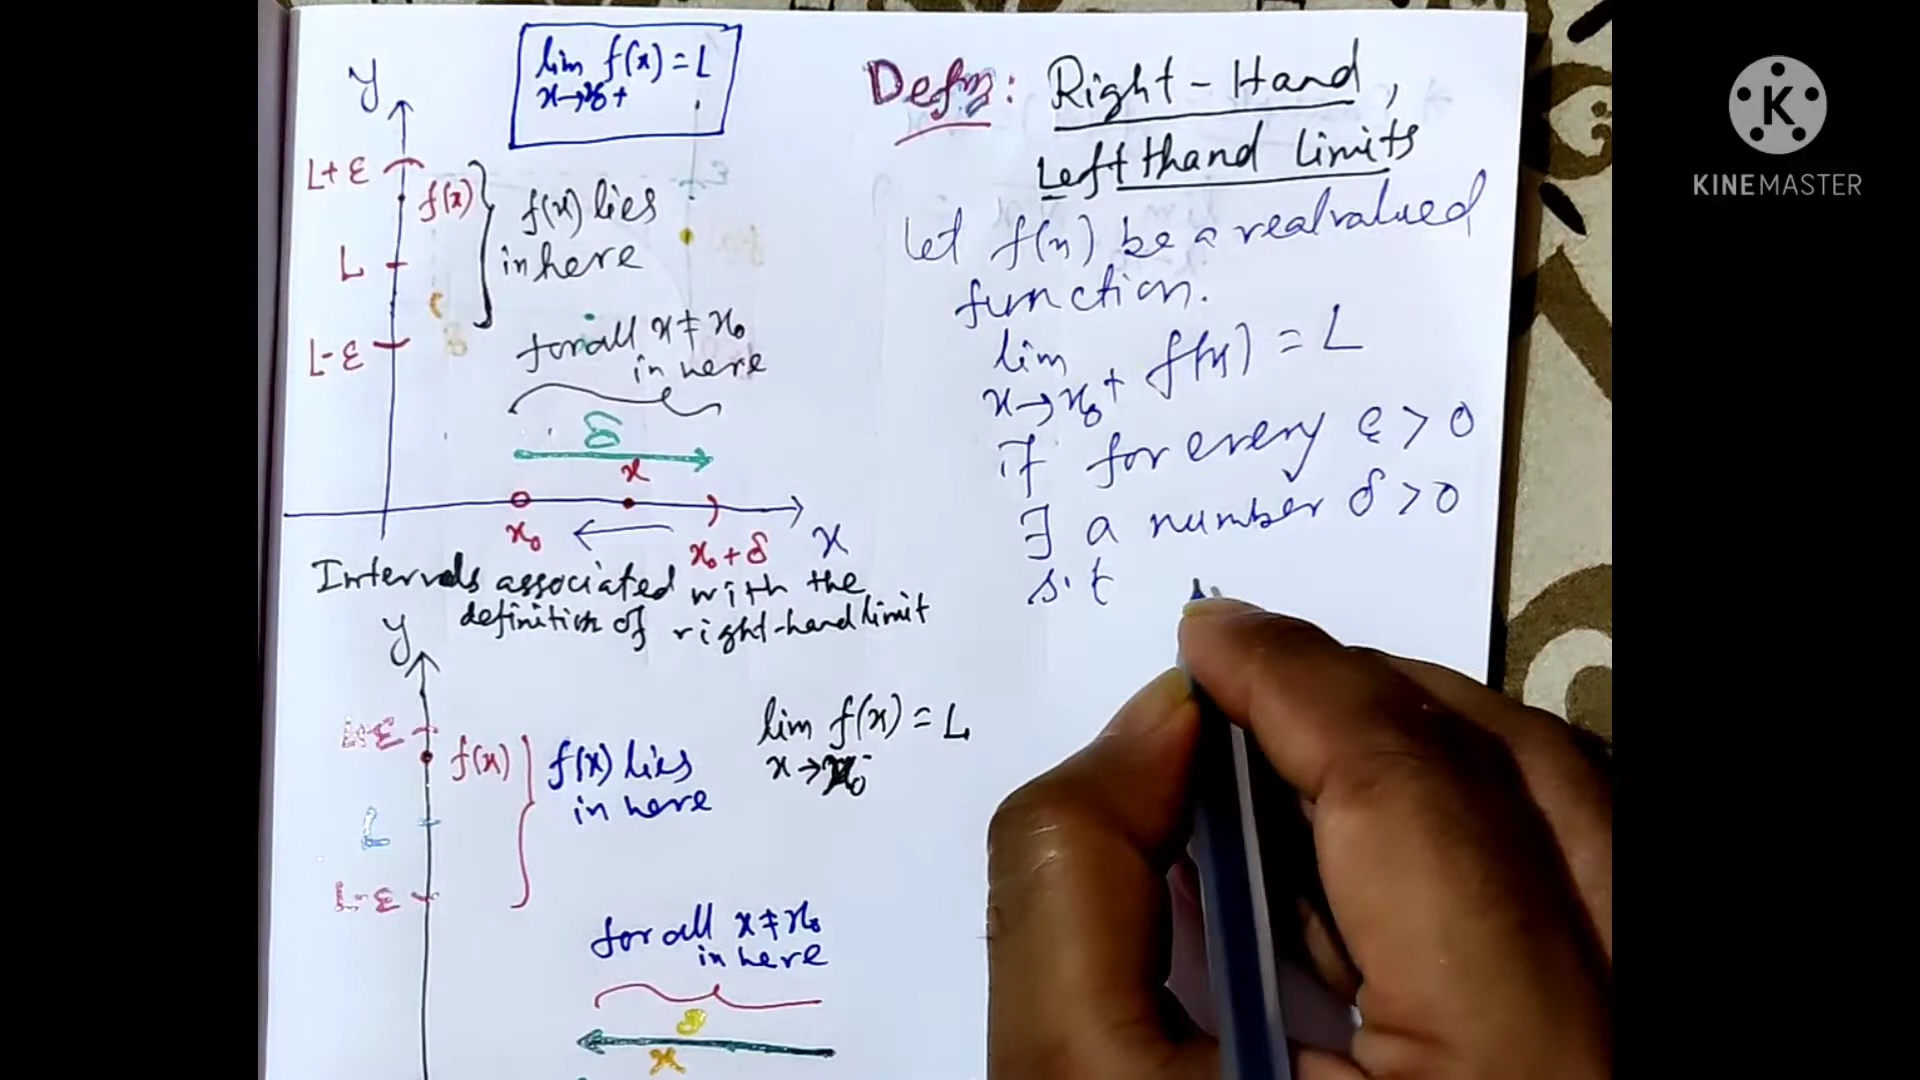 y
lim f(x) = L
x→x₀+
L+ε
f(x)
f(x) lies
in here
L
L-ε
for all x ≠ x₀
in here
δ
x
x₀
x₀+δ
x
Intervals associated with the
definition of right-hand limit
y
f(x)
f(x) lies
in here
L
L-ε
lim f(x) = L
x→x₀-
for all x ≠ x₀
in here
δ
x
Defn: Right-Hand,
Left hand Limits
Let f(x) be a real valued
function.
lim f(x) = L
x→x₀+
if for every ε > 0
∃ a number δ > 0
s.t
K
KINEMASTER